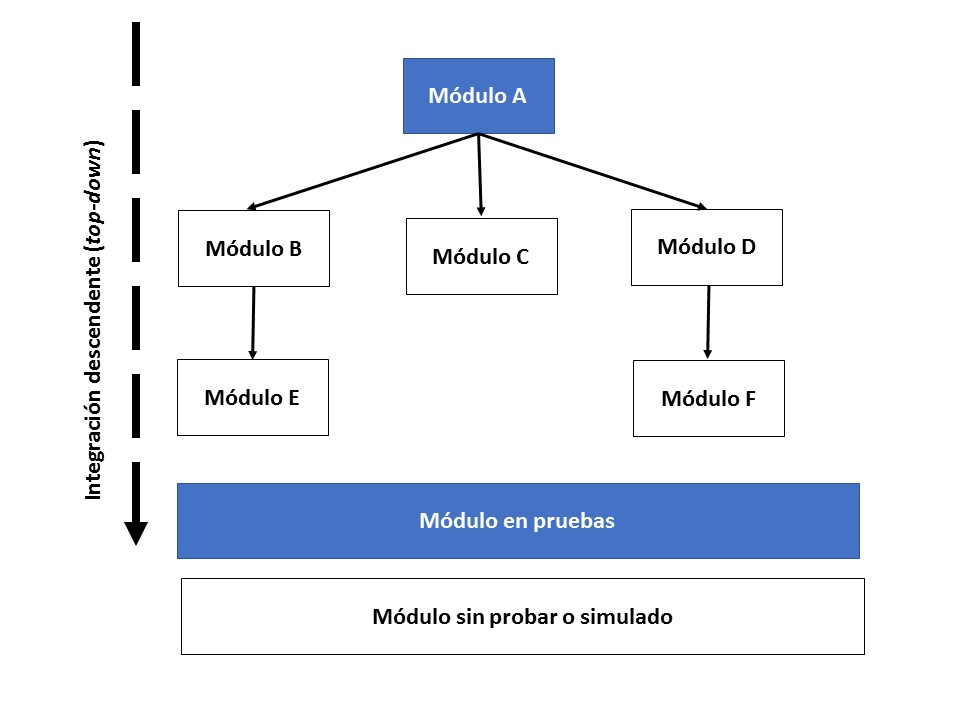 Integración descendente (top-down)
Módulo A
Módulo B
Módulo C
Módulo D
Módulo E
Módulo F
Módulo en pruebas
Módulo sin probar o simulado